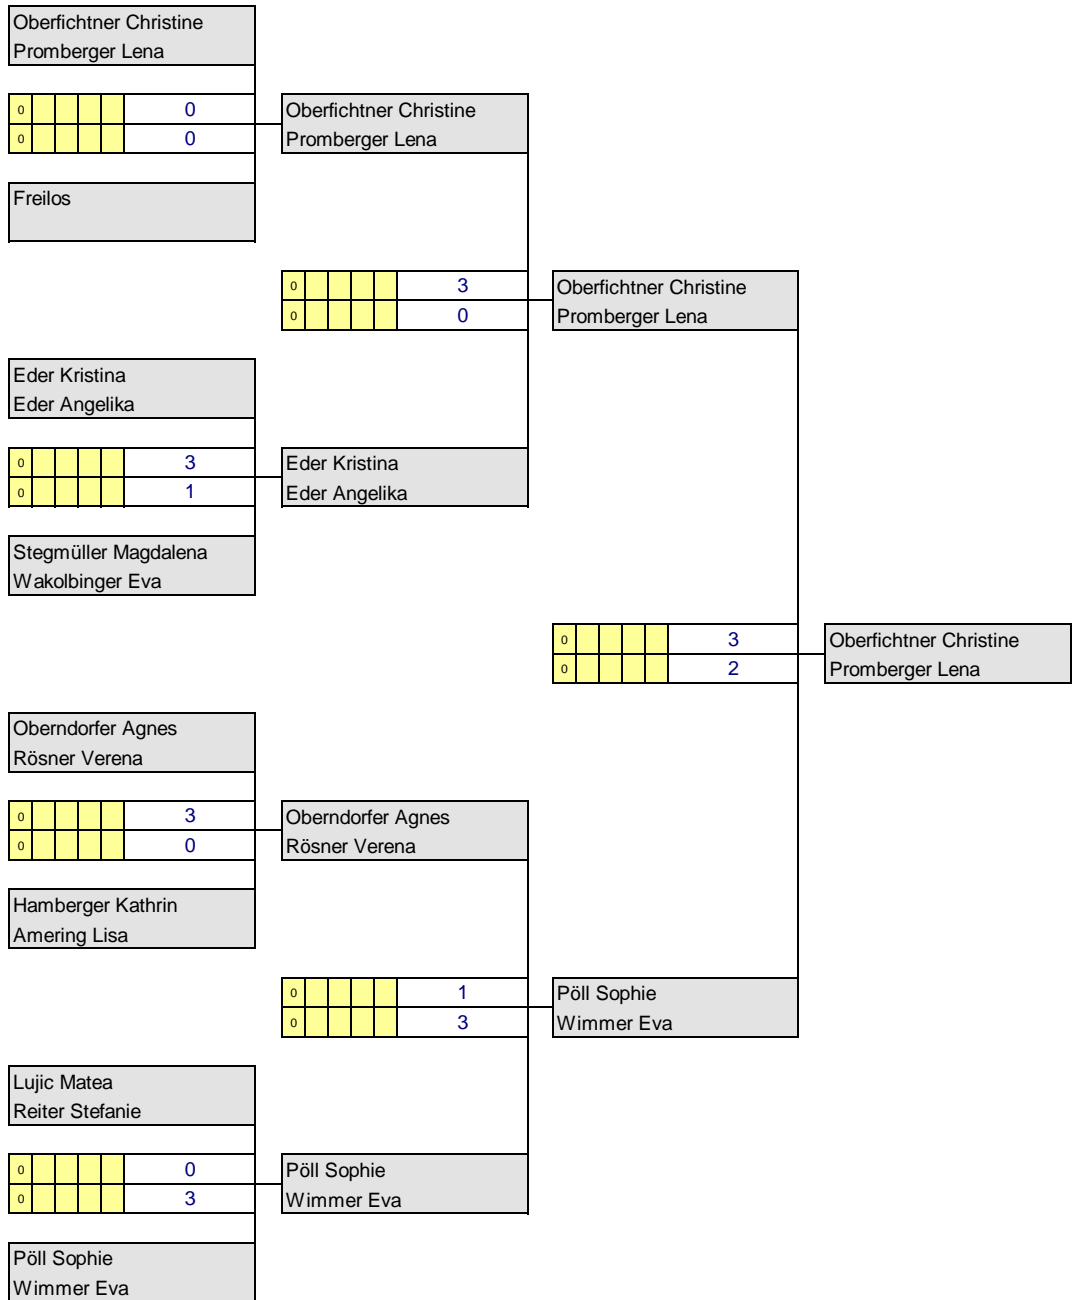 Oberfichtner Christine
Promberger Lena
0 0
Oberfichtner Christine
0 0
Promberger Lena
Freilos
0 3
Oberfichtner Christine
0 0
Promberger Lena
Eder Kristina
Eder Angelika
0 3
Eder Kristina
0 1
Eder Angelika
Stegmüller Magdalena
Wakolbinger Eva
0 3
Oberfichtner Christine
0 2
Promberger Lena
Oberndorfer Agnes
Rösner Verena
0 3
Oberndorfer Agnes
0 0
Rösner Verena
Hamberger Kathrin
Amering Lisa
0 1
Pöll Sophie
0 3
Wimmer Eva
Lujic Matea
Reiter Stefanie
0 0
Pöll Sophie
0 3
Wimmer Eva
Pöll Sophie
Wimmer Eva